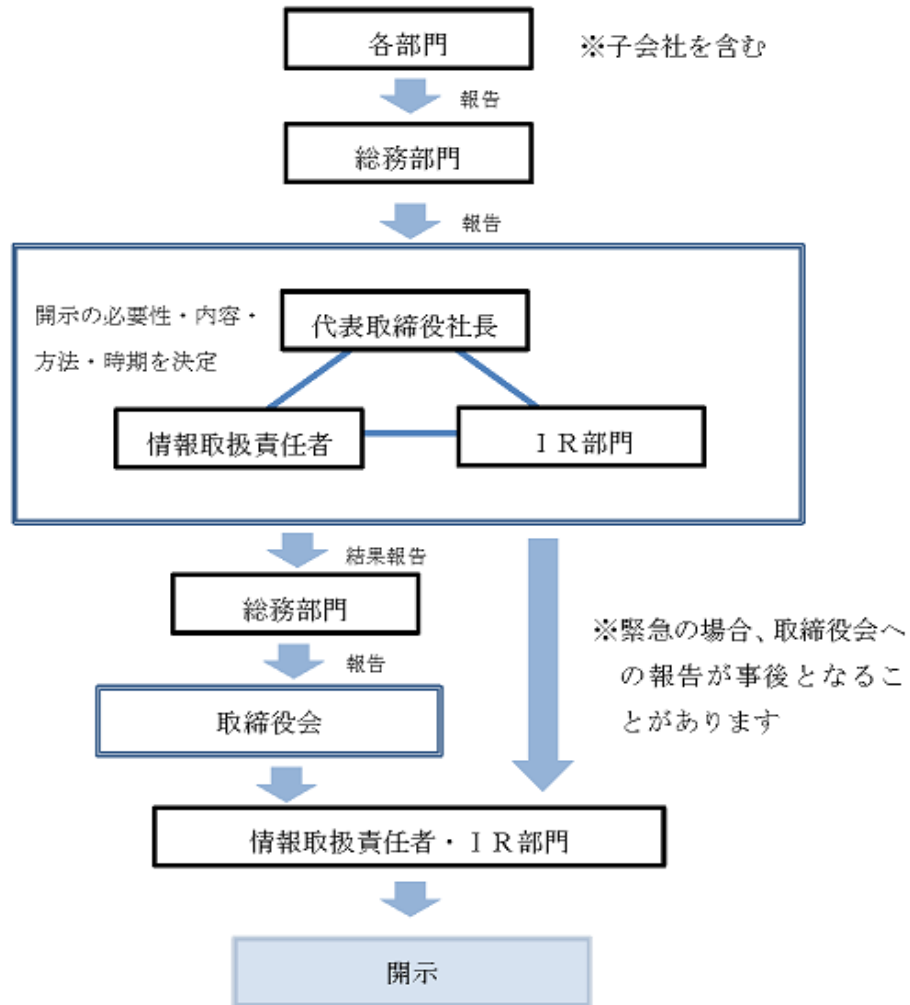 各部門
※子会社を含む
報告
総務部門
報告
開示の必要性・内容・
方法・時期を決定
代表取締役社長
情報取扱責任者
ＩＲ部門
結果報告
総務部門
※緊急の場合、取締役会へ
の報告が事後となるこ
とがあります
報告
取締役会
情報取扱責任者・ＩＲ部門
開示